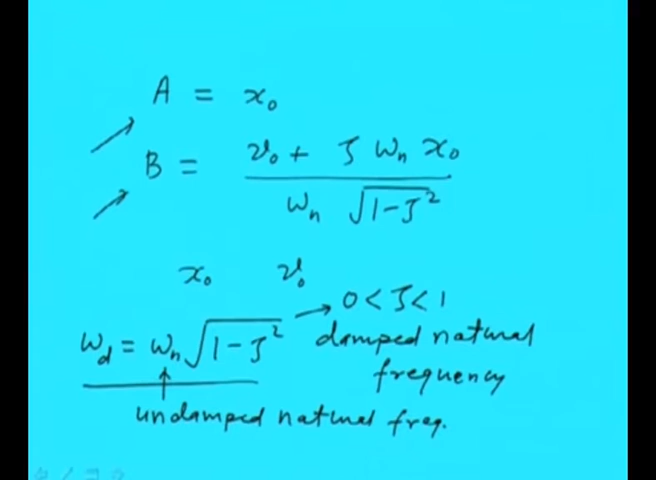 A = x₀
B = (v₀ + ζ ωₙ x₀) / (ωₙ √(1-ζ²))
x₀ v₀
ω_d = ωₙ √(1-ζ²) → 0 < ζ < 1
damped natural
frequency
undamped natural freq.